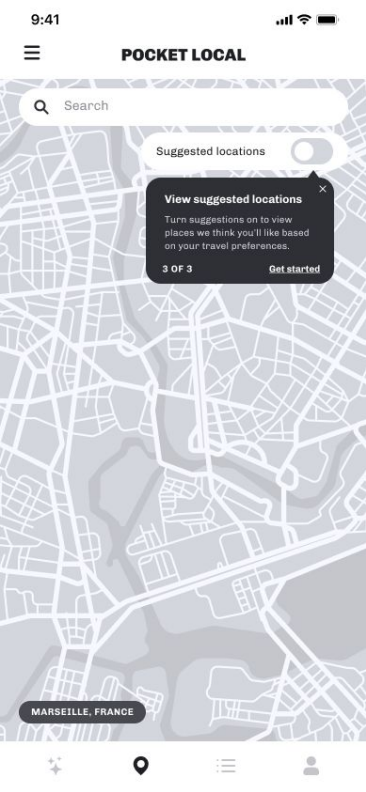 9:41
POCKET LOCAL
Search
Suggested locations
View suggested locations
Turn suggestions on to view
places we think you'll like based
on your travel preferences.
3 OF 3 Get started
MARSEILLE, FRANCE